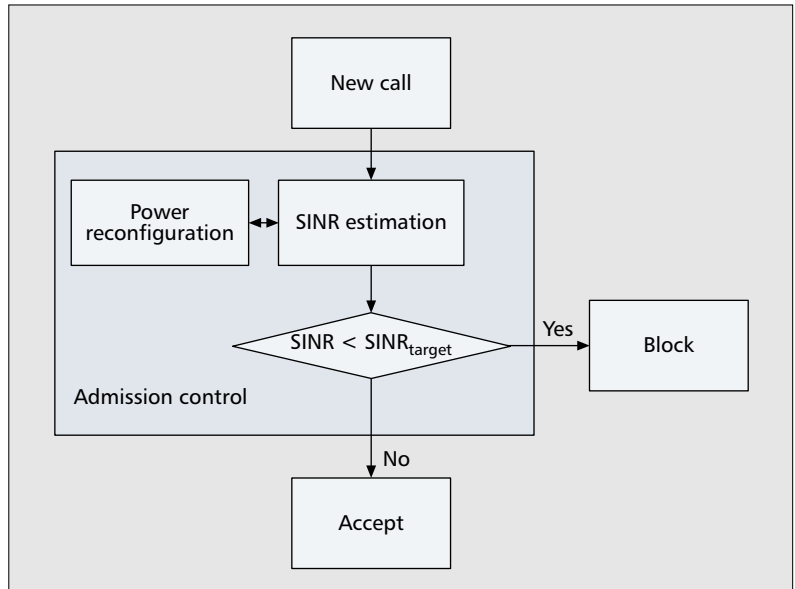 New call
Power
reconfiguration
SINR estimation
SINR < SINRtarget
Yes
Block
Admission control
No
Accept